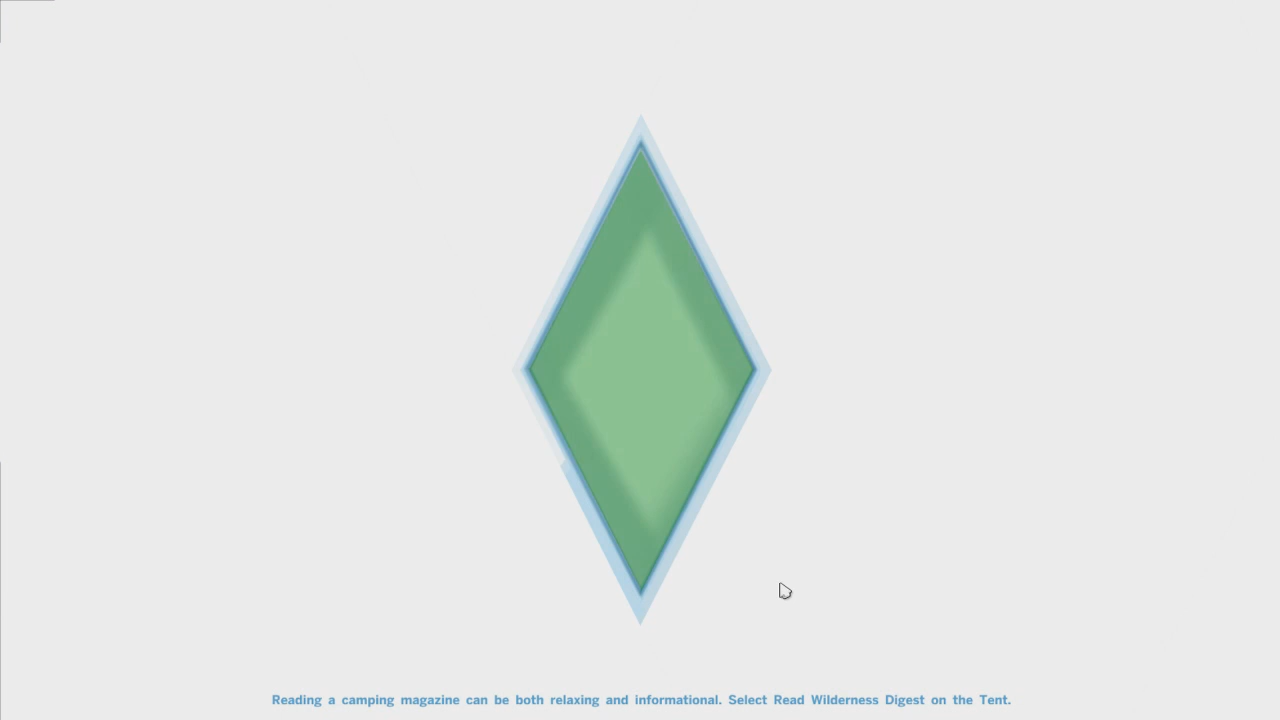 Reading a camping magazine can be both relaxing and informational. Select Read Wilderness Digest on the Tent.